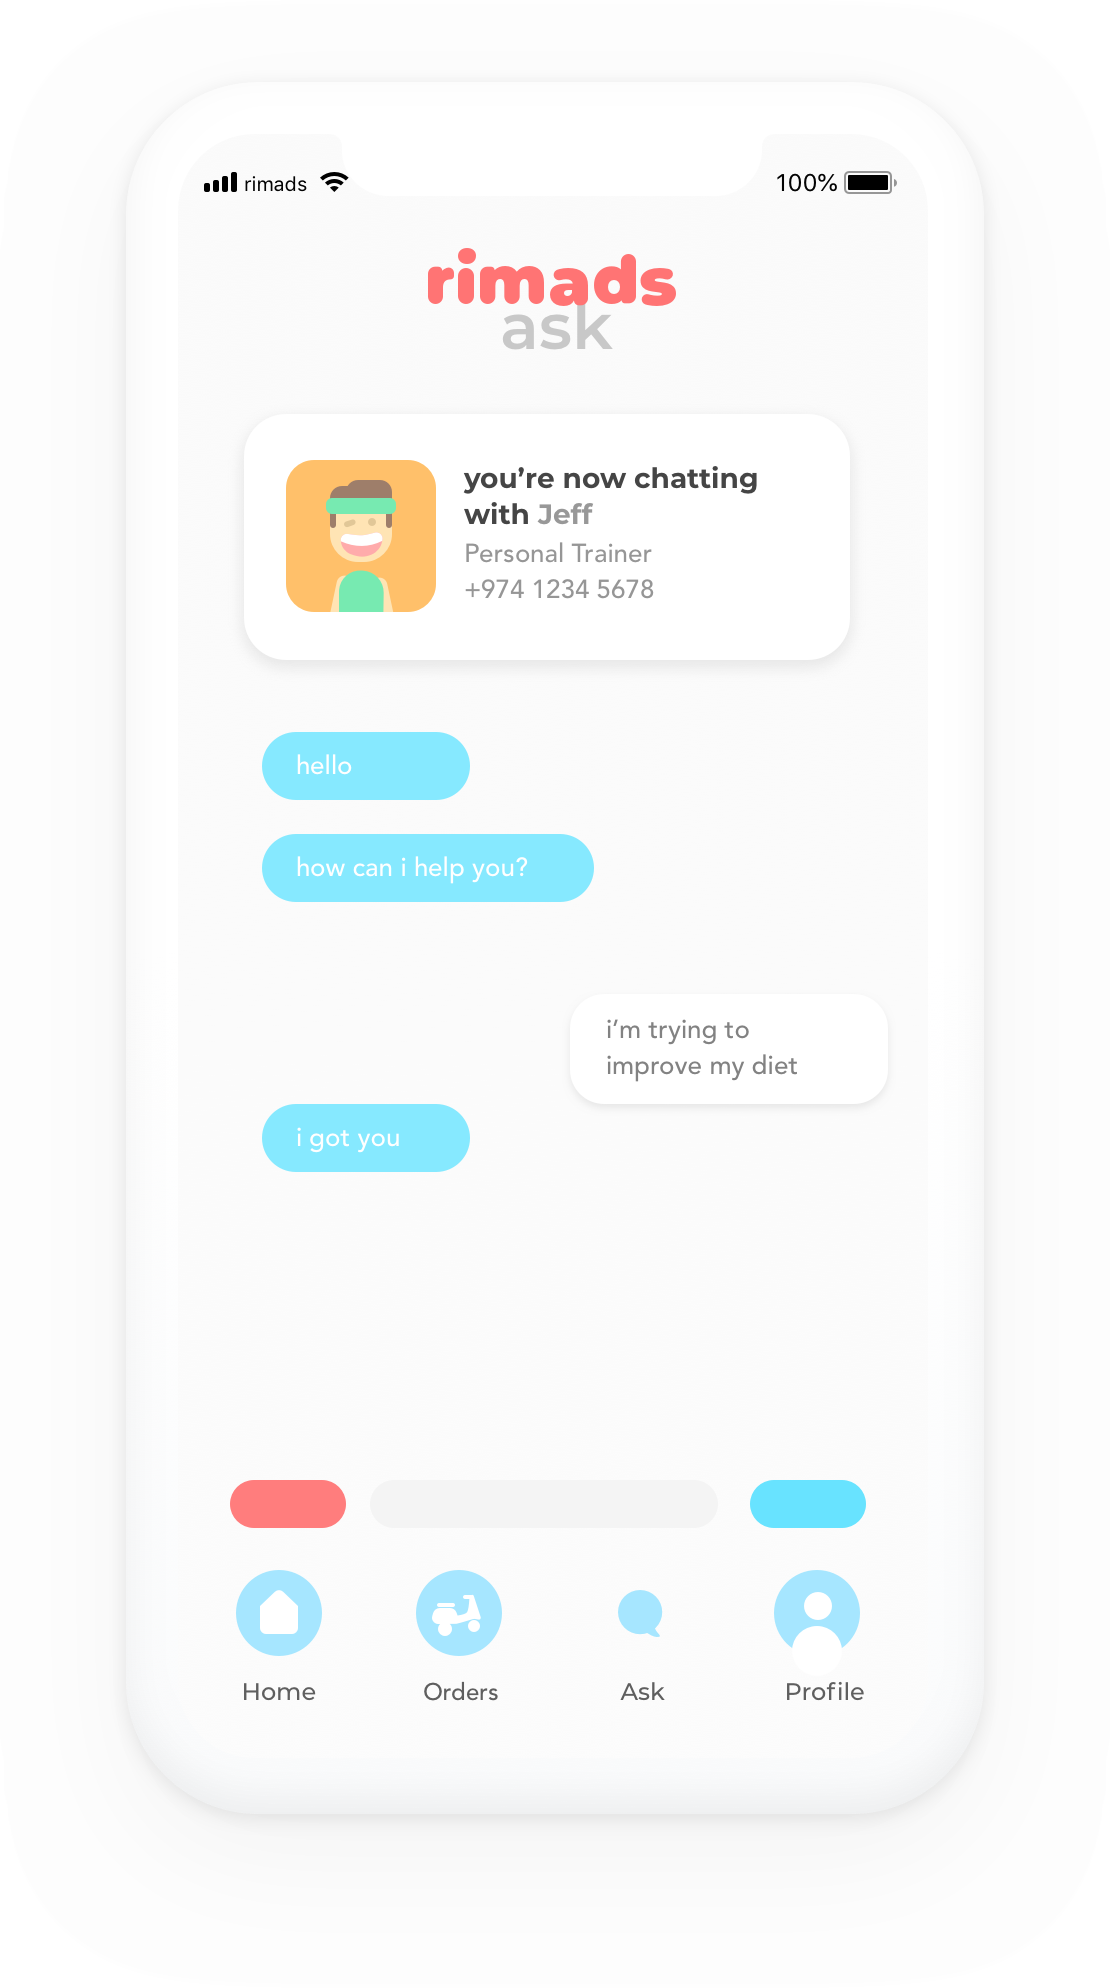 rimads
100%
rimads
ask
you’re now chatting
with Jeff
Personal Trainer
+974 1234 5678
hello
how can i help you?
i’m trying to
improve my diet
i got you
Home
Orders
Ask
Profile